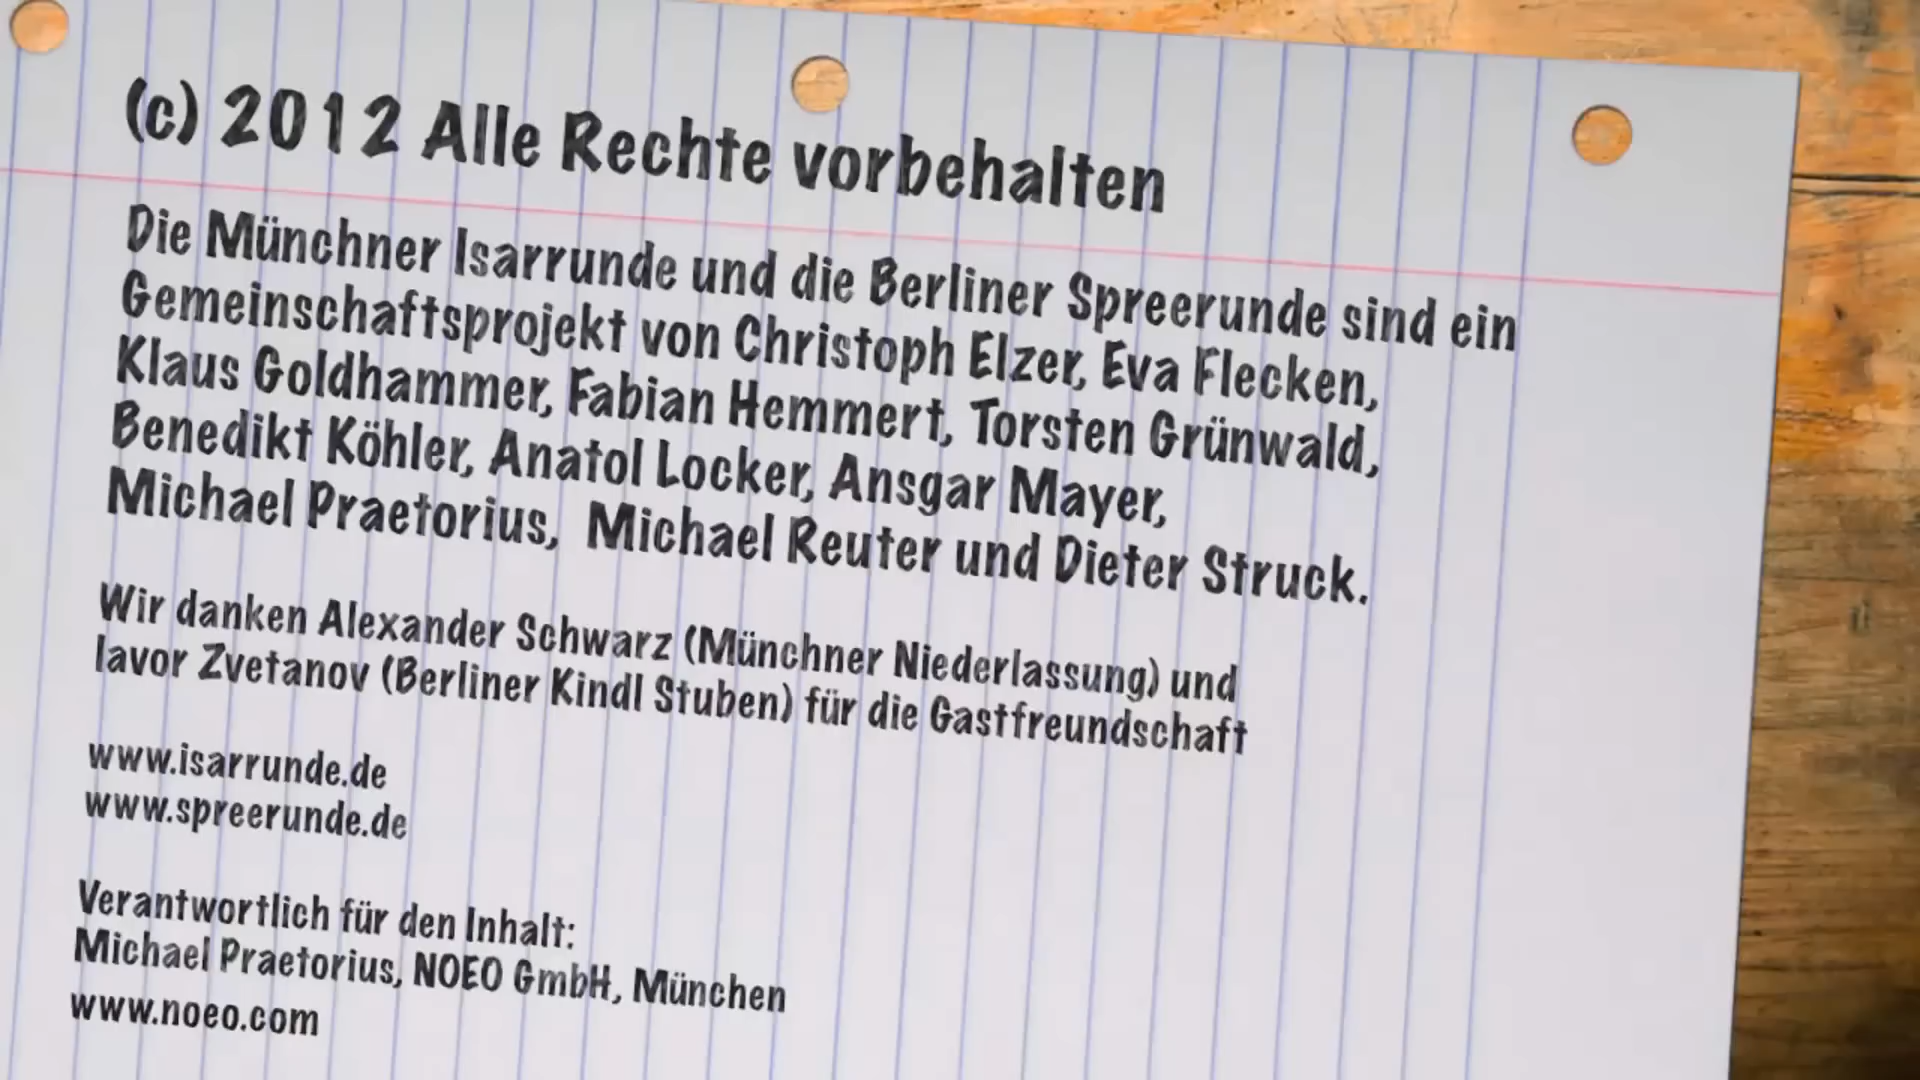 (c) 2012 Alle Rechte vorbehalten
Die Münchner Isarrunde und die Berliner Spreerunde sind ein
Gemeinschaftsprojekt von Christoph Elzer, Eva Flecken,
Klaus Goldhammer, Fabian Hemmert, Torsten Grünwald,
Benedikt Köhler, Anatol Locker, Ansgar Mayer,
Michael Praetorius, Michael Reuter und Dieter Struck.
Wir danken Alexander Schwarz (Münchner Niederlassung) und
Iavor Zvetanov (Berliner Kindl Stuben) für die Gastfreundschaft
www.isarrunde.de
www.spreerunde.de
Verantwortlich für den Inhalt:
Michael Praetorius, NOEO GmbH, München
www.noeo.com